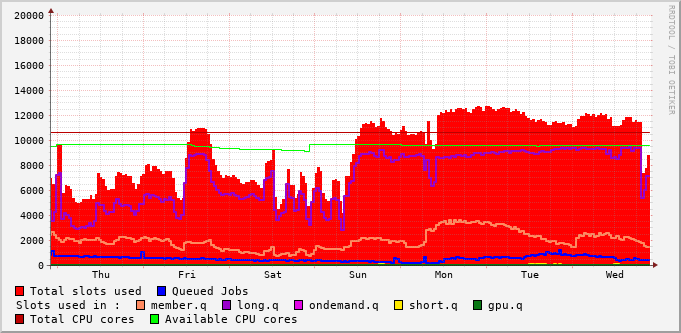 20000
18000
16000
14000
12000
10000
8000
6000
4000
2000
0
Thu Fri Sat Sun Mon Tue Wed
RRDTOOL / TOBI OETIKER
Total slots used Queued Jobs
Slots used in : member.q long.q ondemand.q short.q gpu.q
Total CPU cores Available CPU cores